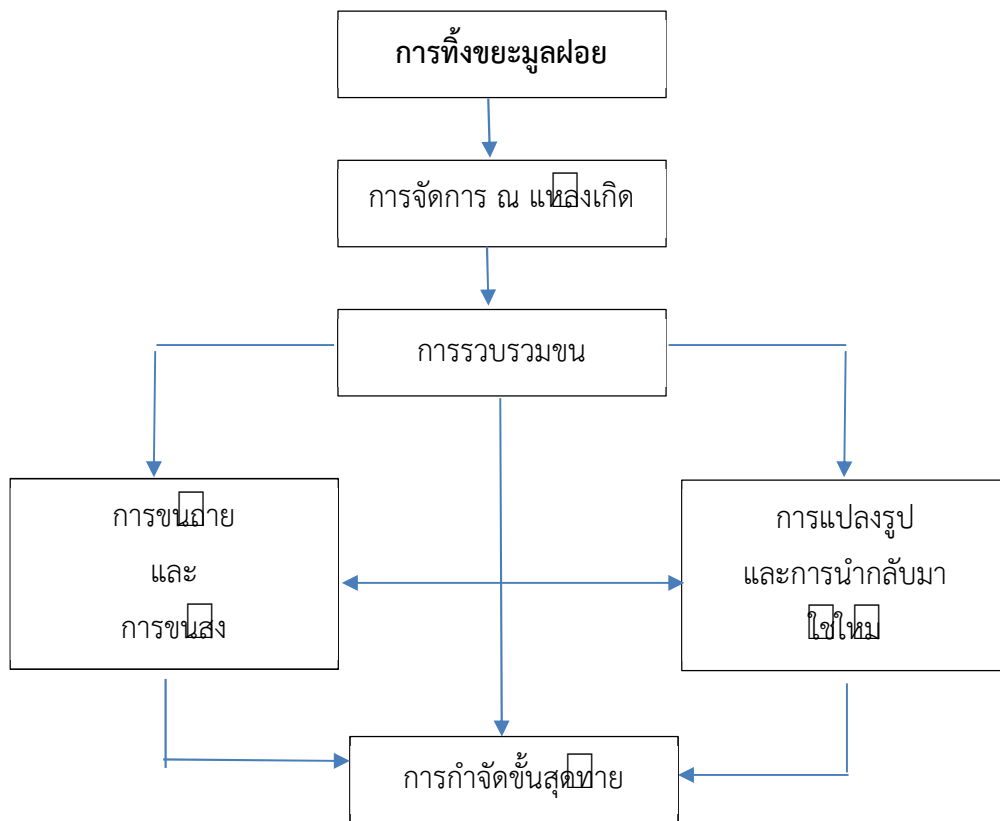 การทิ้งขยะมูลฝอย
การจัดการ ณ แหล่งเกิด
การรวบรวมขน
การขนถ่าย
และ
การขนส่ง
การแปลงรูป
และการนำกลับมา
ใช้ใหม่
การกำจัดขั้นสุดท้าย